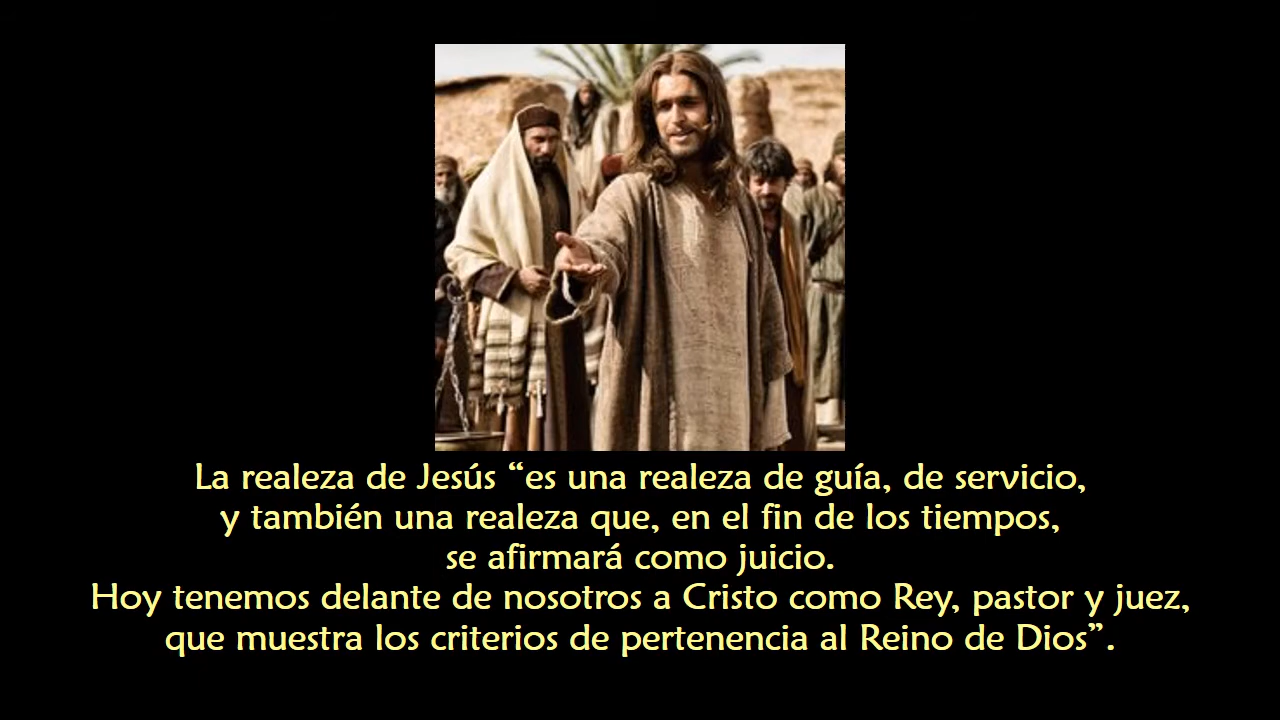 La realeza de Jesús “es una realeza de guía, de servicio,
y también una realeza que, en el fin de los tiempos,
se afirmará como juicio.
Hoy tenemos delante de nosotros a Cristo como Rey, pastor y juez,
que muestra los criterios de pertenencia al Reino de Dios”.